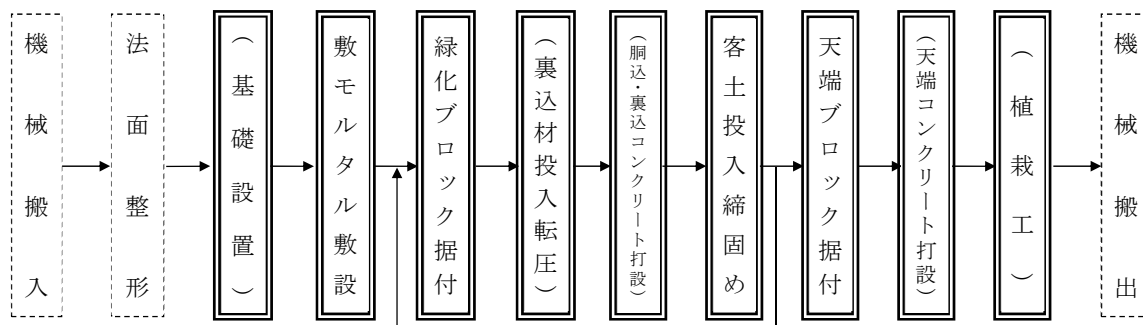 機械搬入
法面整形
（基礎設置）
敷モルタル敷設
緑化ブロック据付
（裏込材投入転圧）
（胴込・裏込コンクリート打設）
客土投入締固め
天端ブロック据付
（天端コンクリート打設）
（植栽工）
機械搬出